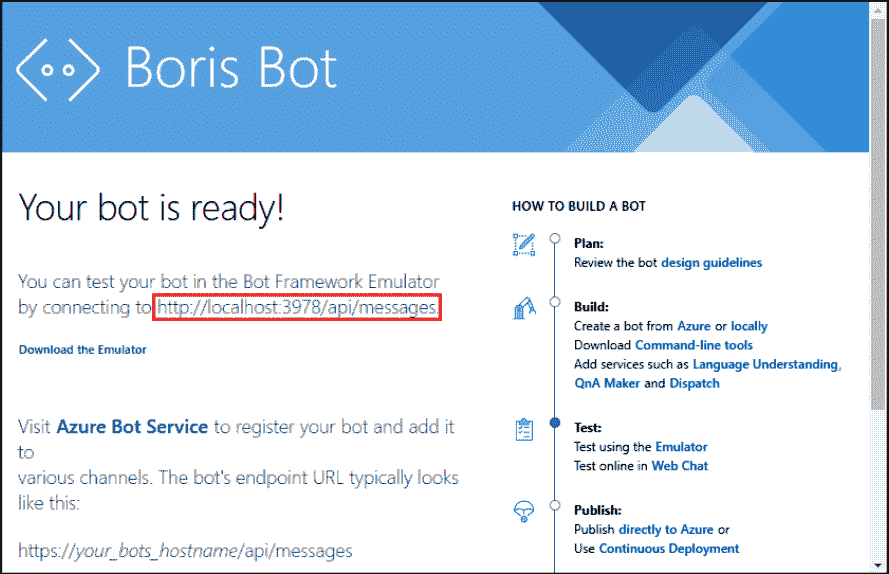 Boris Bot
Your bot is ready!
You can test your bot in the Bot Framework Emulator
by connecting to http://localhost:3978/api/messages.
Download the Emulator
Visit Azure Bot Service to register your bot and add it
to
various channels. The bot's endpoint URL typically looks
like this:
https://your_bots_hostname/api/messages
HOW TO BUILD A BOT
Plan:
Review the bot design guidelines
Build:
Create a bot from Azure or locally
Download Command-line tools
Add services such as Language Understanding,
QnA Maker and Dispatch
Test:
Test using the Emulator
Test online in Web Chat
Publish:
Publish directly to Azure or
Use Continuous Deployment